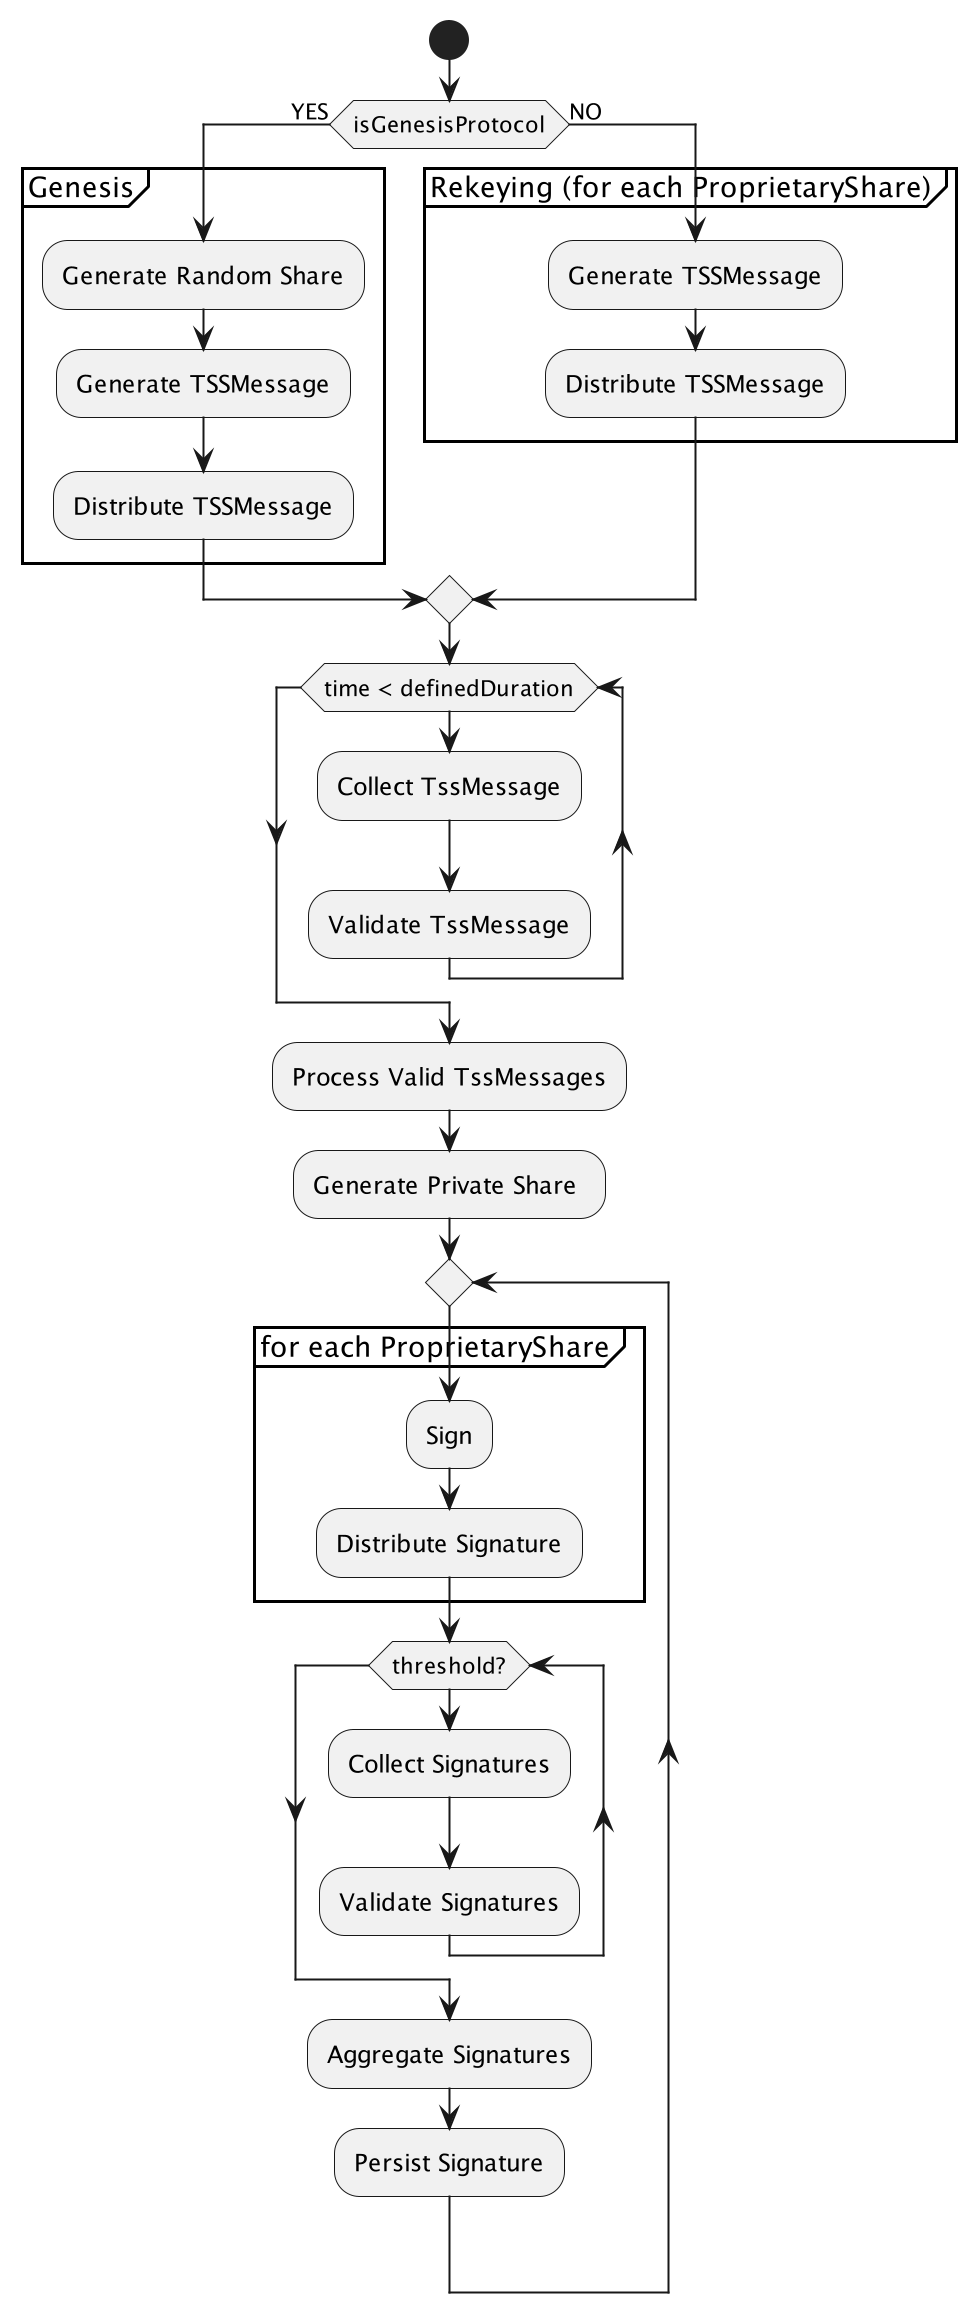 isGenesisProtocol
YES
NO
Genesis
Generate Random Share
Generate TSSMessage
Distribute TSSMessage
Rekeying (for each ProprietaryShare)
Generate TSSMessage
Distribute TSSMessage
time < definedDuration
Collect TssMessage
Validate TssMessage
Process Valid TssMessages
Generate Private Share
for each ProprietaryShare
Sign
Distribute Signature
threshold?
Collect Signatures
Validate Signatures
Aggregate Signatures
Persist Signature